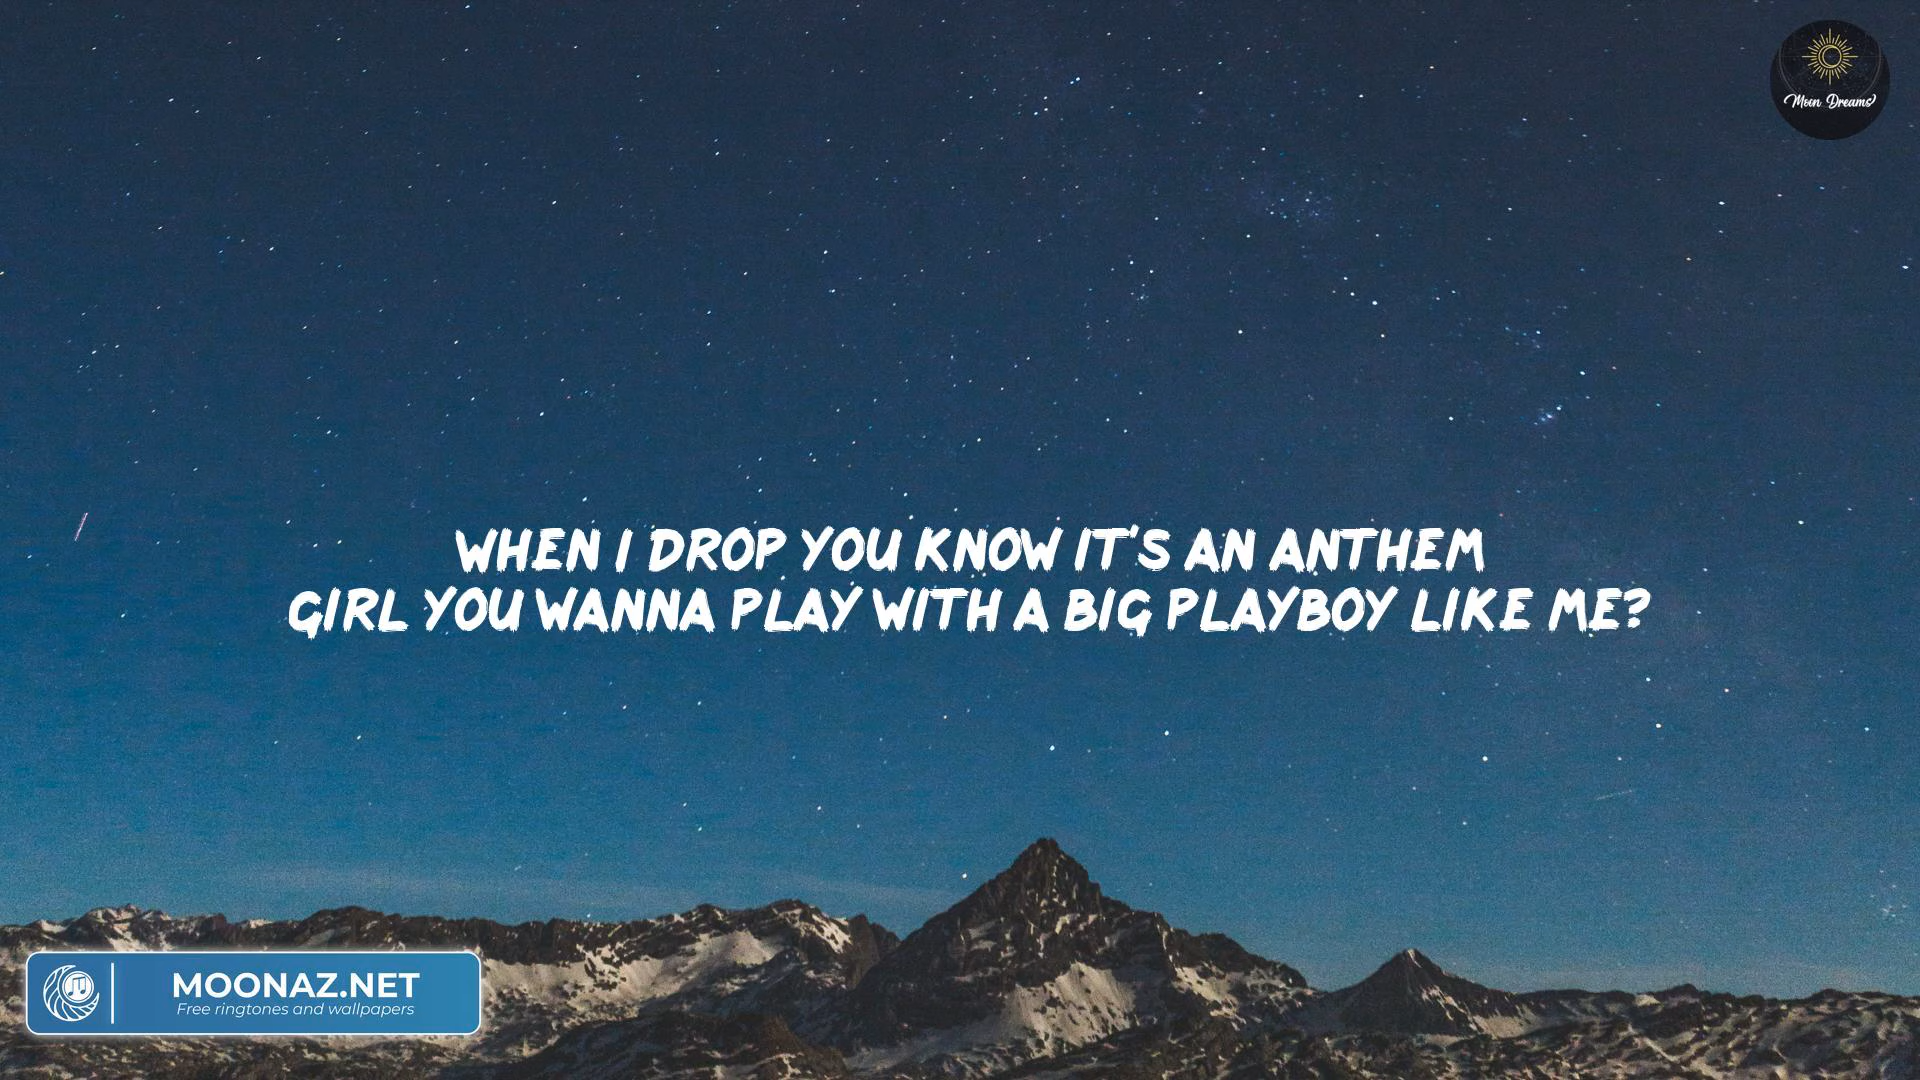 Moon Dreams
WHEN I DROP YOU KNOW IT'S AN ANTHEM
GIRL YOU WANNA PLAY WITH A BIG PLAYBOY LIKE ME?
MOONAZ.NET
Free ringtones and wallpapers